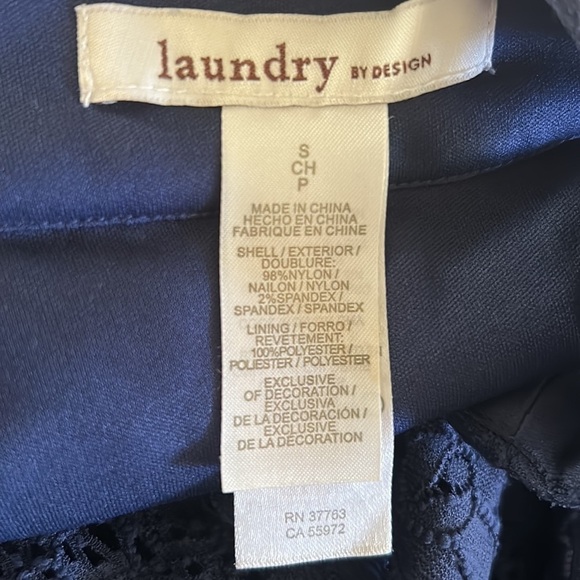 laundry BY DESIGN
S
CH
P
MADE IN CHINA
HECHO EN CHINA
FABRIQUE EN CHINE
SHELL / EXTERIOR /
DOUBLURE:
98%NYLON /
NAILON / NYLON
2%SPANDEX /
SPANDEX / SPANDEX
LINING / FORRO /
REVETEMENT:
100%POLYESTER /
POLIESTER / POLYESTER
EXCLUSIVE
OF DECORATION /
EXCLUSIVA
DE LA DECORACIÓN /
EXCLUSIVE
DE LA DÉCORATION
RN 37763
CA 55972